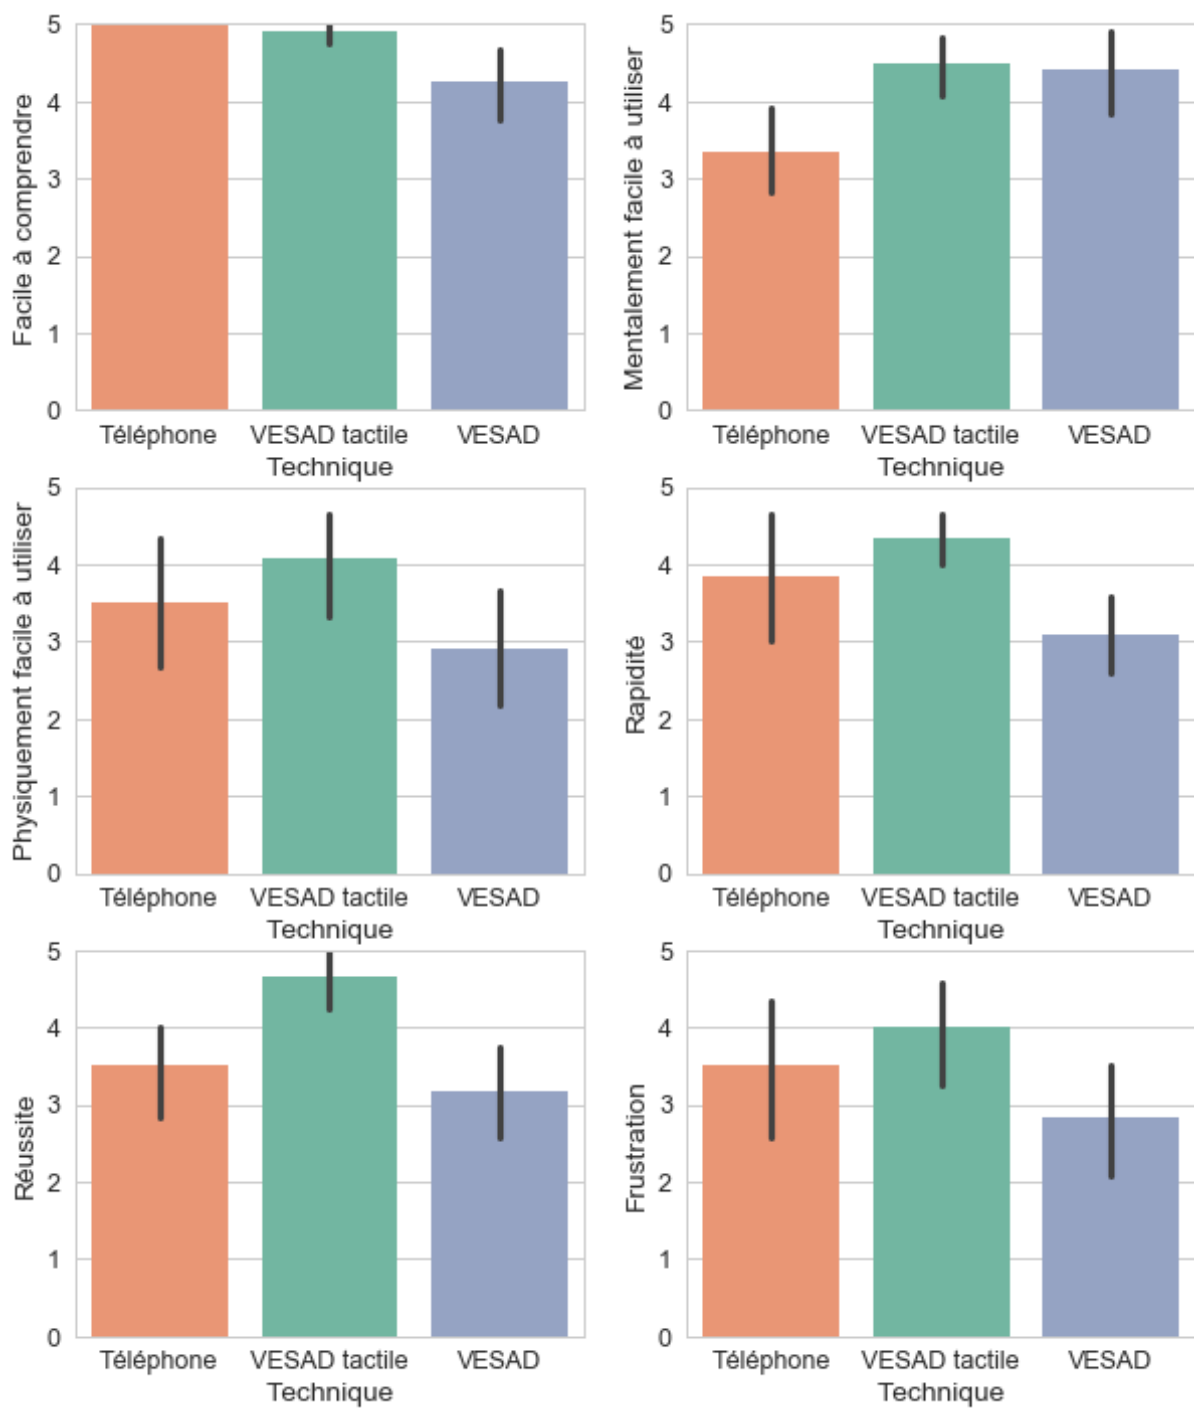 Facile à comprendre
5
4
3
2
1
0
Téléphone VESAD tactile VESAD
Technique
Mentalement facile à utiliser
5
4
3
2
1
0
Téléphone VESAD tactile VESAD
Technique
Physiquement facile à utiliser
5
4
3
2
1
0
Téléphone VESAD tactile VESAD
Technique
Rapidité
5
4
3
2
1
0
Téléphone VESAD tactile VESAD
Technique
Réussite
5
4
3
2
1
0
Téléphone VESAD tactile VESAD
Technique
Frustration
5
4
3
2
1
0
Téléphone VESAD tactile VESAD
Technique